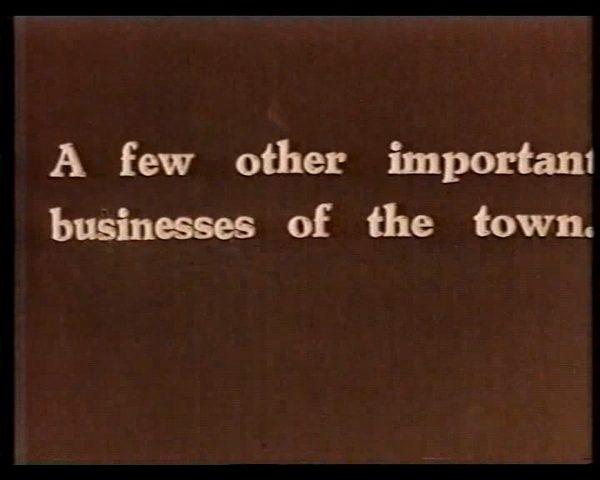 A few other important
businesses of the town.